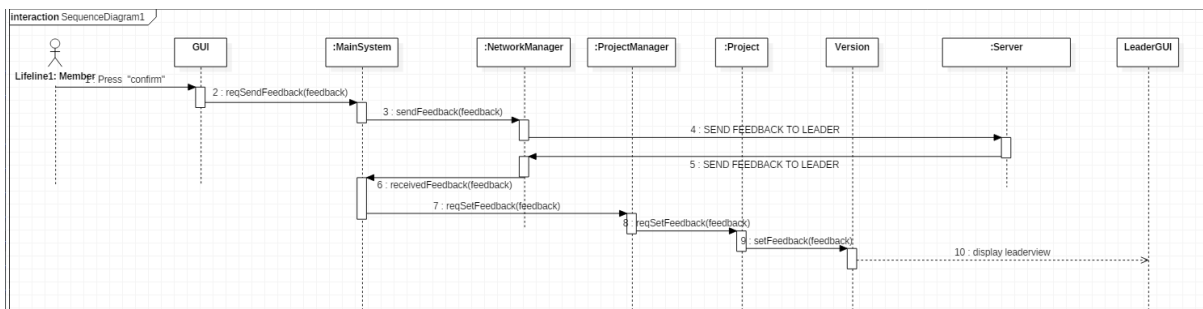 interaction SequenceDiagram1
GUI
:MainSystem
:NetworkManager
:ProjectManager
:Project
Version
:Server
LeaderGUI
Lifeline1: Member
1 : Press "confirm"
2 : reqSendFeedback(feedback)
3 : sendFeedback(feedback)
4 : SEND FEEDBACK TO LEADER
5 : SEND FEEDBACK TO LEADER
6 : receivedFeedback(feedback)
7 : reqSetFeedback(feedback)
8 : reqSetFeedback(feedback)
9 : setFeedback(feedback)
10 : display leaderview